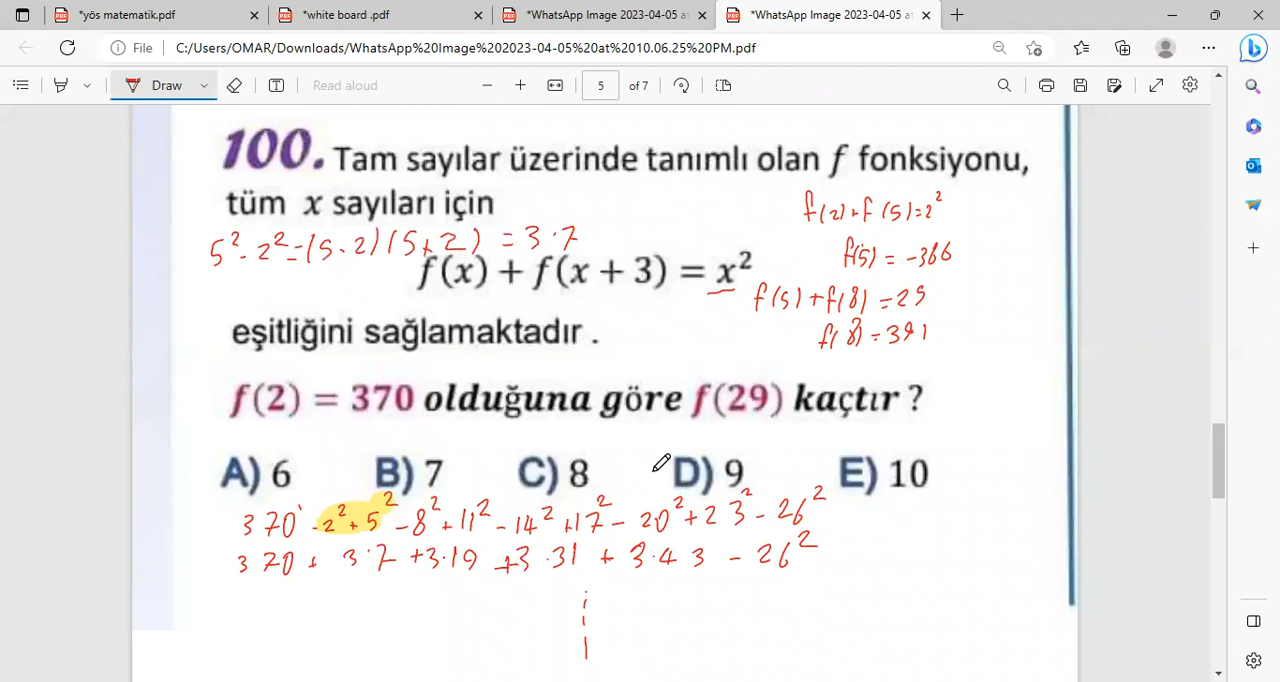 *yös matematik.pdf
*white board .pdf
*WhatsApp Image 2023-04-05 at
*WhatsApp Image 2023-04-05 at
File C:/Users/OMAR/Downloads/WhatsApp%20Image%202023-04-05%20at%2010.06.25%20PM.pdf
Draw
Read aloud
5 of 7
100. Tam sayılar üzerinde tanımlı olan f fonksiyonu,
tüm x sayıları için
f(2)+f(5)=2²
5²-2²=(5-2)(5+2)=3·7
f(5)=-366
f(x) + f(x + 3) = x²
f(5)+f(8)=25
eşitliğini sağlamaktadır .
f(8)=391
f(2) = 370 olduğuna göre f(29) kaçtır ?
A) 6 B) 7 C) 8 D) 9 E) 10
370 -2²+5²-8²+11²-14²+17²-20²+23²-26²
370+ 3·7+3·19+3·31+3·43-26²